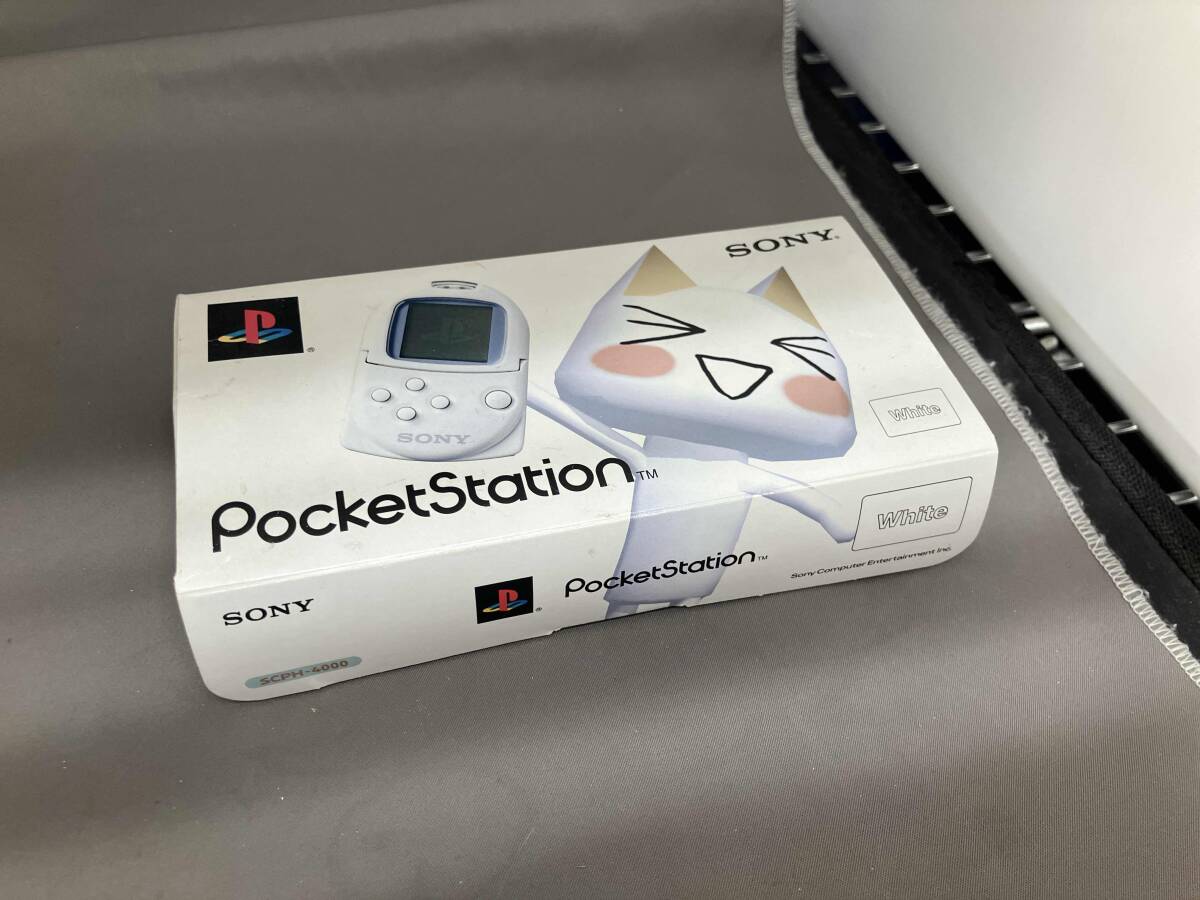 SONY®
SONY
White
PocketStation™
White
SONY
PocketStation™
Sony Computer Entertainment Inc.
SCPH-4000